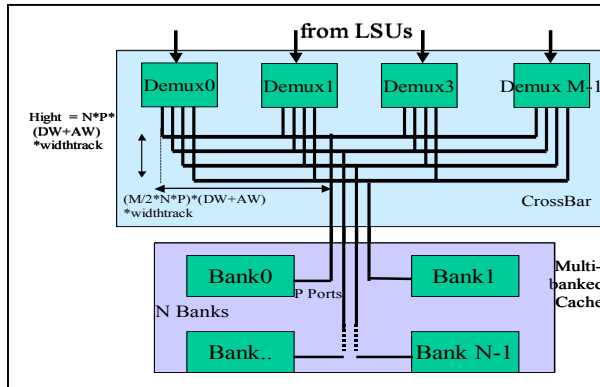 from LSUs
Demux0
Demux1
Demux3
Demux M-1
Hight = N*P*
(DW+AW)
*widthtrack
(M/2*N*P)*(DW+AW)
*widthtrack
CrossBar
Bank0
Bank1
P Ports
N Banks
Multi-
banked
Cache
Bank..
Bank N-1